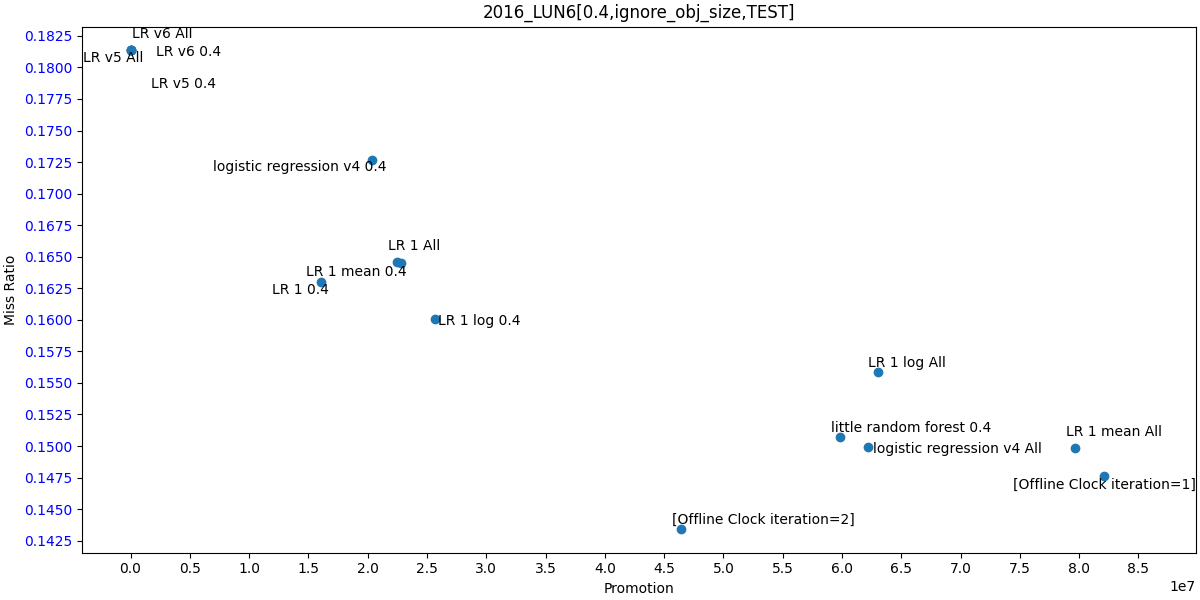 2016_LUN6[0.4,ignore_obj_size,TEST]
0.1825
0.1800
0.1775
0.1750
0.1725
0.1700
0.1675
0.1650
0.1625
0.1600
0.1575
0.1550
0.1525
0.1500
0.1475
0.1450
0.1425
Miss Ratio
LR v6 All
LR v6 0.4
LR v5 All
LR v5 0.4
logistic regression v4 0.4
LR 1 All
LR 1 mean 0.4
LR 1 0.4
LR 1 log 0.4
LR 1 log All
little random forest 0.4
LR 1 mean All
logistic regression v4 All
[Offline Clock iteration=1]
[Offline Clock iteration=2]
0.0 0.5 1.0 1.5 2.0 2.5 3.0 3.5 4.0 4.5 5.0 5.5 6.0 6.5 7.0 7.5 8.0 8.5
1e7
Promotion